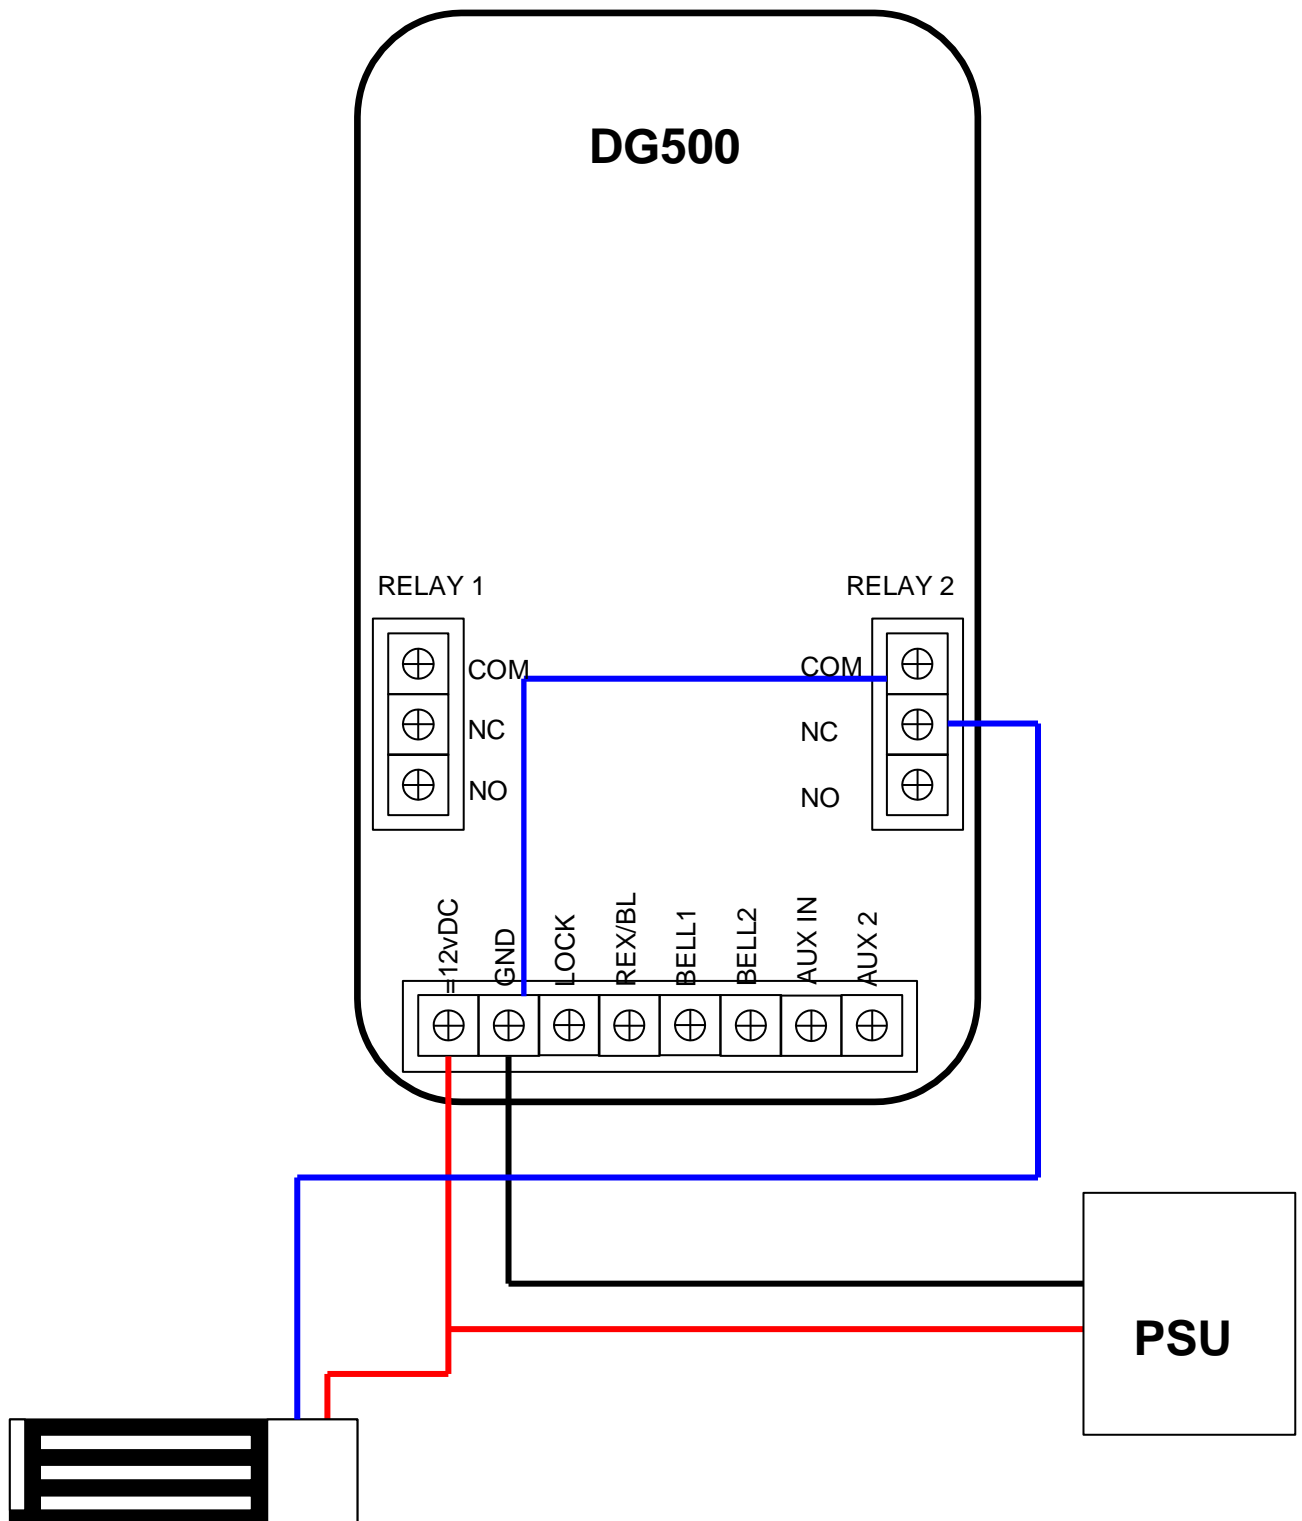 DG500
RELAY 1
RELAY 2
COM
COM
NC
NC
NO
NO
=12vDC
GND
LOCK
REX/BL
BELL1
BELL2
AUX IN
AUX 2
PSU